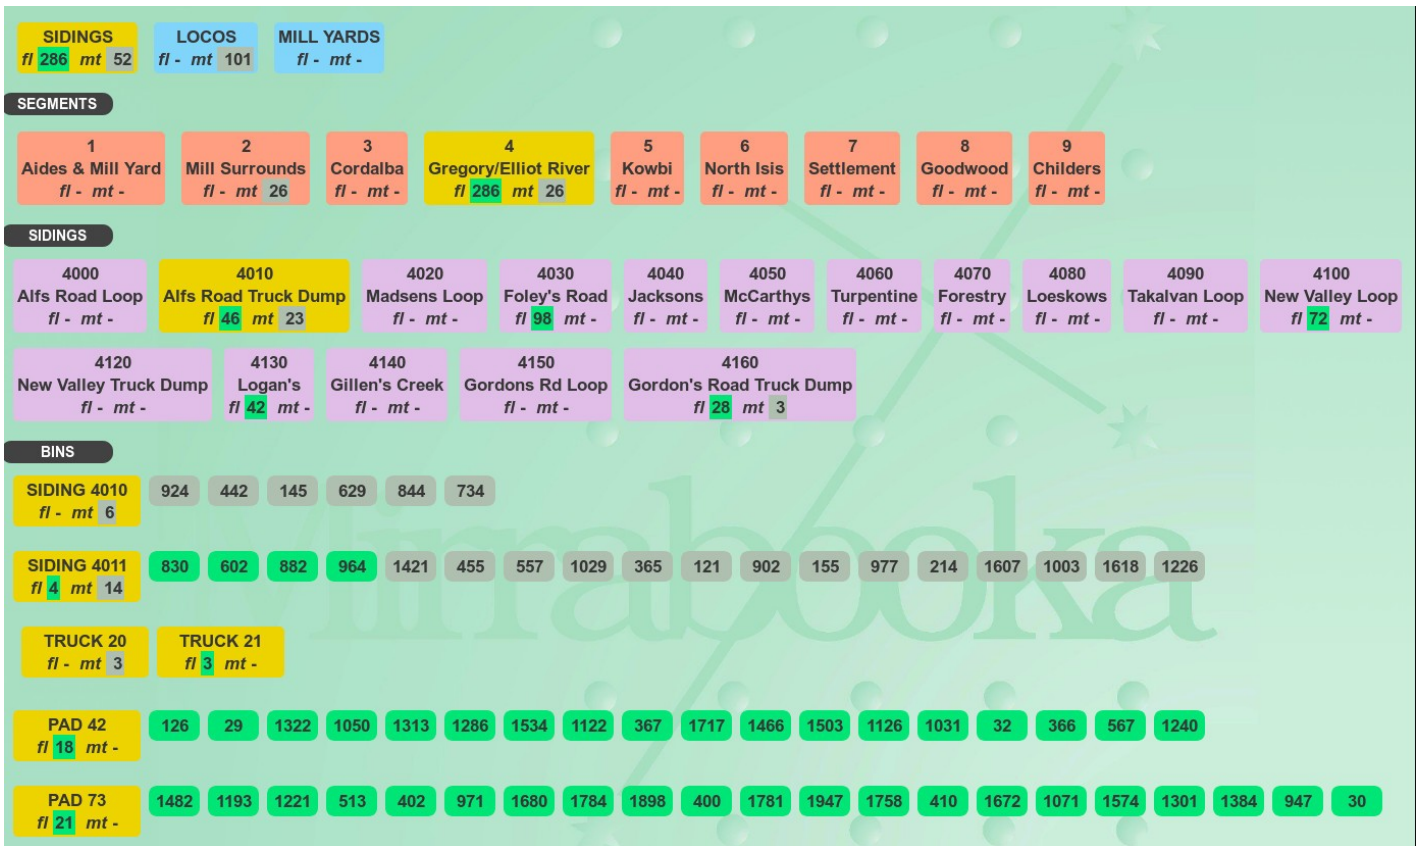 SIDINGS LOCOS MILL YARDS
fl 286 mt 52 fl - mt 101 fl - mt -
SEGMENTS
1 2 3 4 5 6 7 8 9
Aides & Mill Yard Mill Surrounds Cordalba Gregory/Elliot River Kowbi North Isis Settlement Goodwood Childers
fl - mt - fl - mt 26 fl - mt - fl 286 mt 26 fl - mt - fl - mt - fl - mt - fl - mt - fl - mt -
SIDINGS
4000 4010 4020 4030 4040 4050 4060 4070 4080 4090 4100
Alfs Road Loop Alfs Road Truck Dump Madsens Loop Foley's Road Jacksons McCarthys Turpentine Forestry Loeskows Takalvan Loop New Valley Loop
fl - mt - fl 46 mt 23 fl - mt - fl 98 mt - fl - mt - fl - mt - fl - mt - fl - mt - fl - mt - fl - mt - fl 72 mt -
4120 4130 4140 4150 4160
New Valley Truck Dump Logan's Gillen's Creek Gordons Rd Loop Gordon's Road Truck Dump
fl - mt - fl 42 mt - fl - mt - fl - mt - fl 28 mt 3
BINS
SIDING 4010 924 442 145 629 844 734
fl - mt 6
SIDING 4011 830 602 882 964 1421 455 557 1029 365 121 902 155 977 214 1607 1003 1618 1226
fl 4 mt 14
Mirrabooka
TRUCK 20 TRUCK 21
fl - mt 3 fl 3 mt -
PAD 42 126 29 1322 1050 1313 1286 1534 1122 367 1717 1466 1503 1126 1031 32 366 567 1240
fl 18 mt -
PAD 73 1482 1193 1221 513 402 971 1680 1784 1898 400 1781 1947 1758 410 1672 1071 1574 1301 1384 947 30
fl 21 mt -